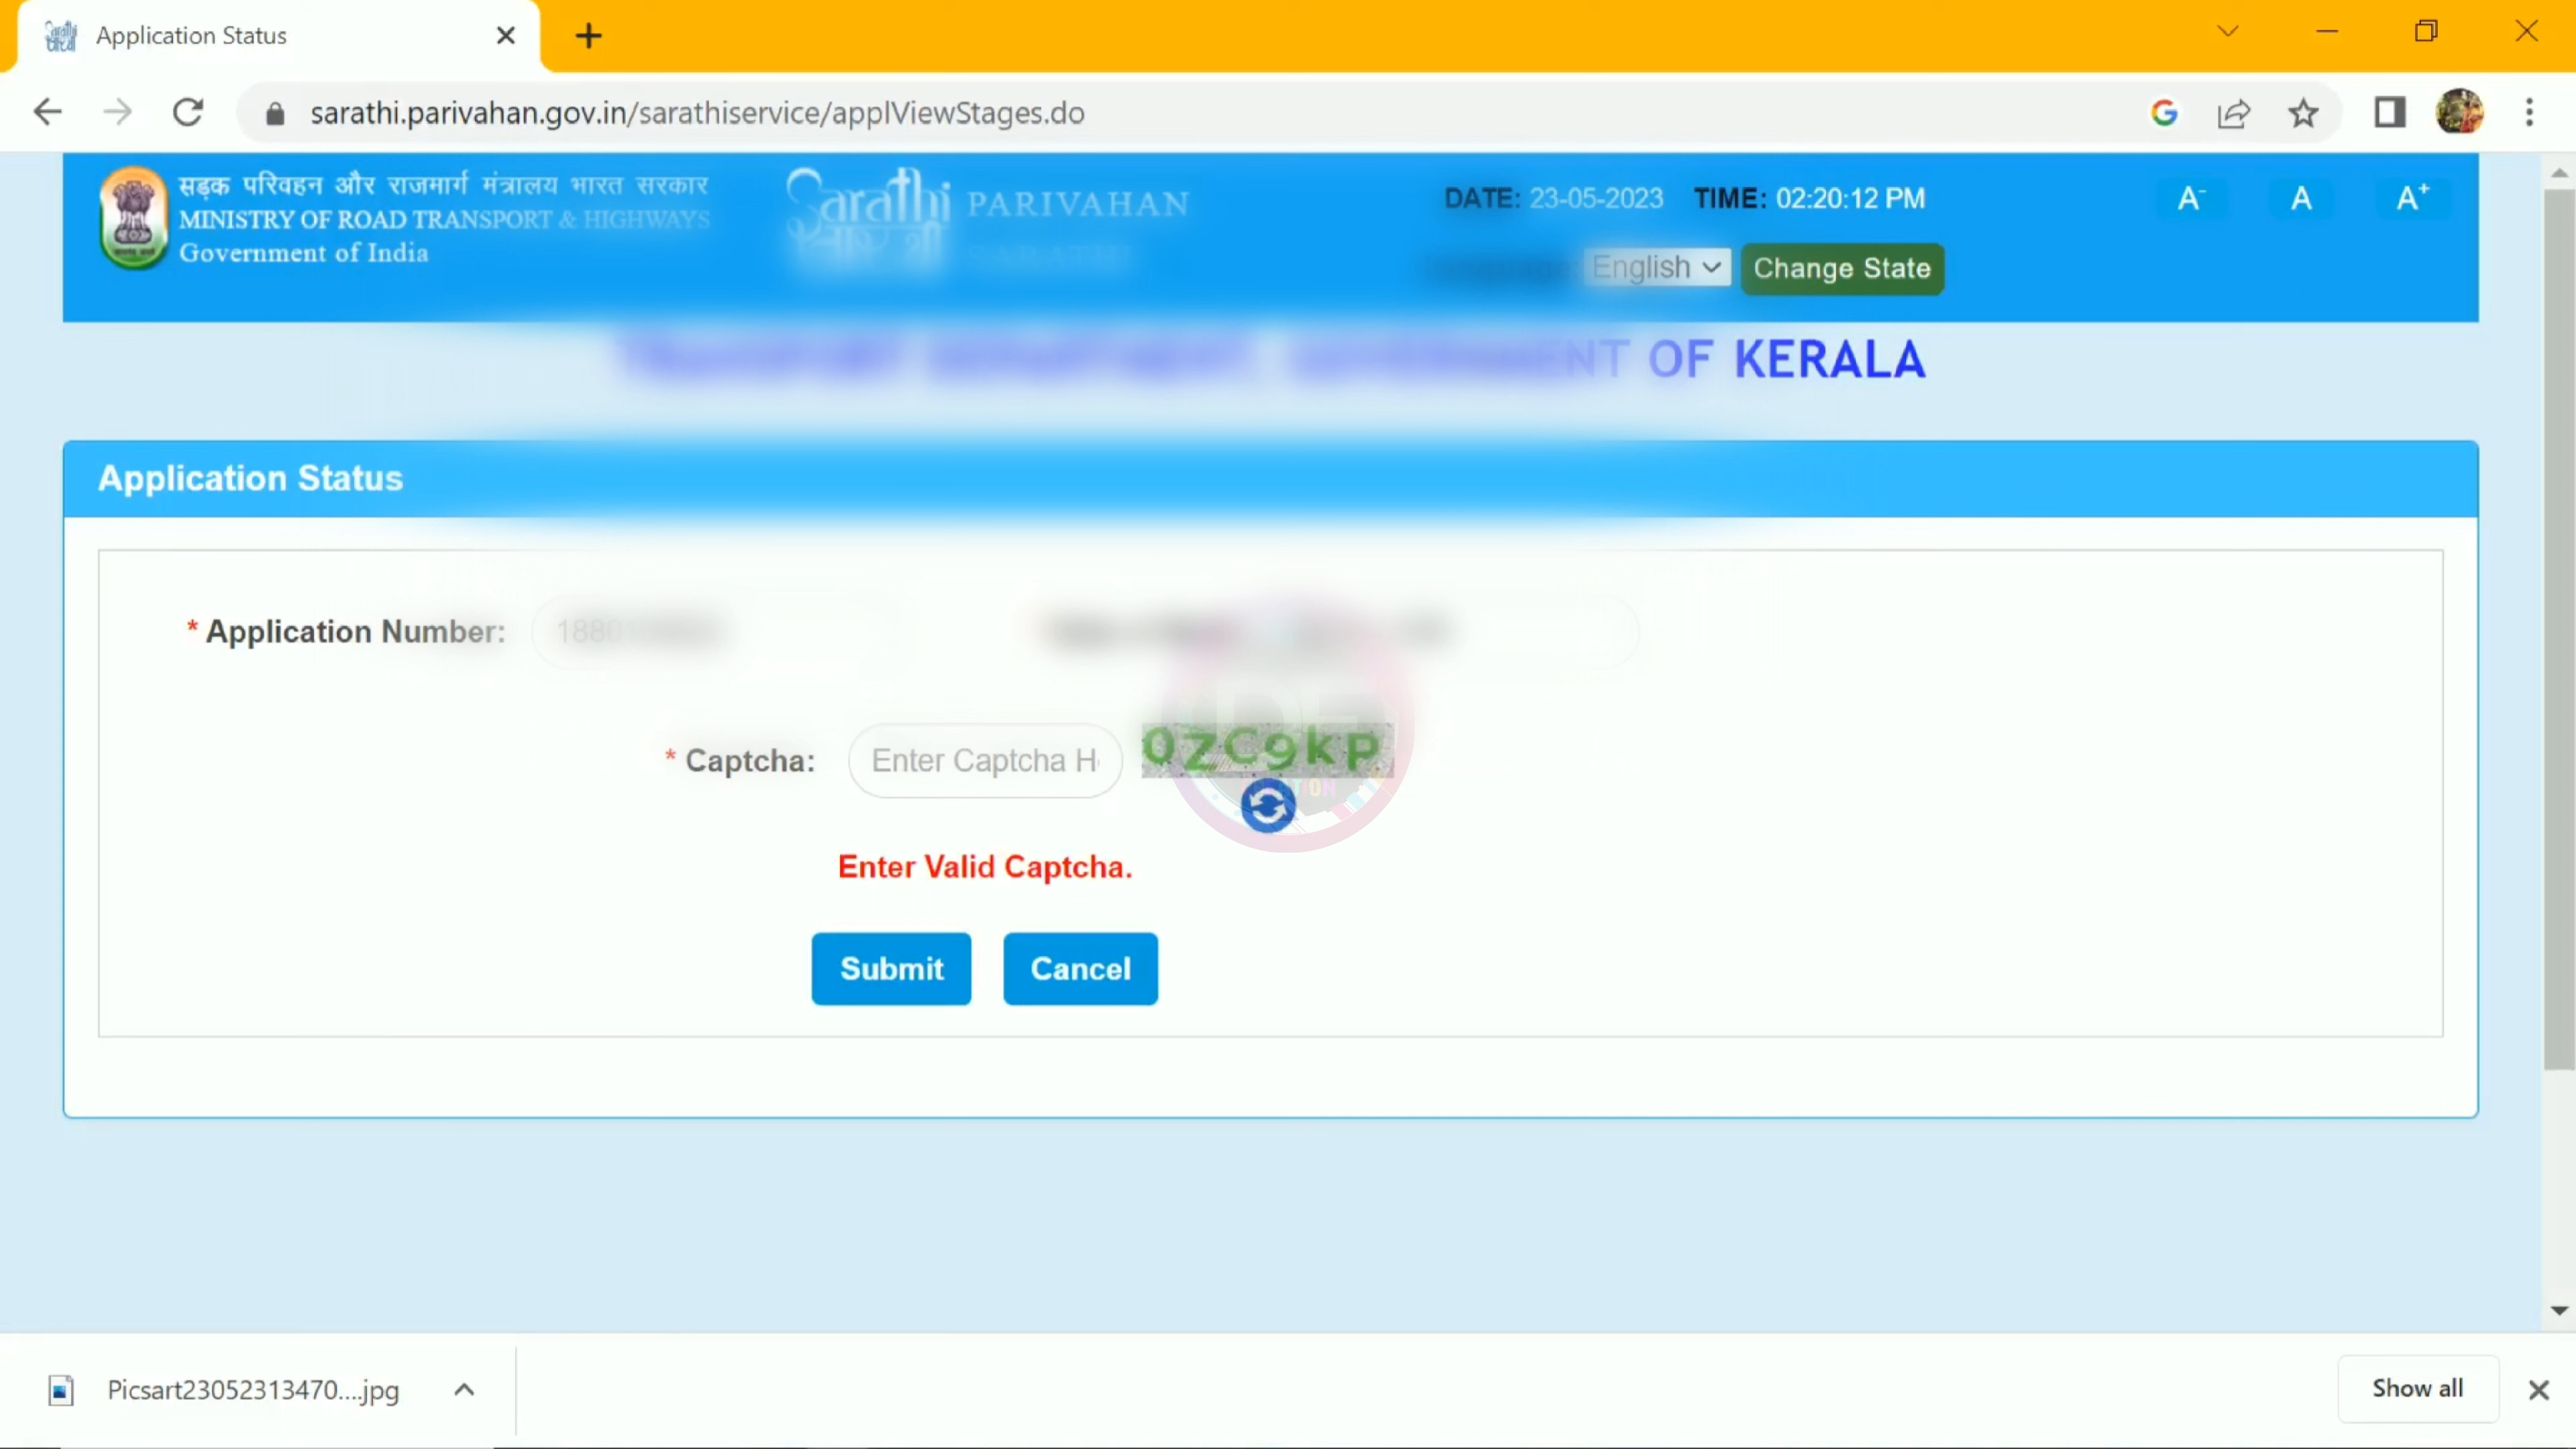 Application Status
sarathi.parivahan.gov.in/sarathiservice/applViewStages.do
सड़क परिवहन और राजमार्ग मंत्रालय भारत सरकार
MINISTRY OF ROAD TRANSPORT & HIGHWAYS
Government of India
Sarathi
PARIVAHAN
SARATHI
DATE: 23-05-2023 TIME: 02:20:12 PM
A- A A+
English
Change State
OF KERALA
Application Status
* Application Number: 1880
* Captcha: Enter Captcha H
0ZC9kP
Enter Valid Captcha.
Submit Cancel
Picsart23052313470....jpg
Show all